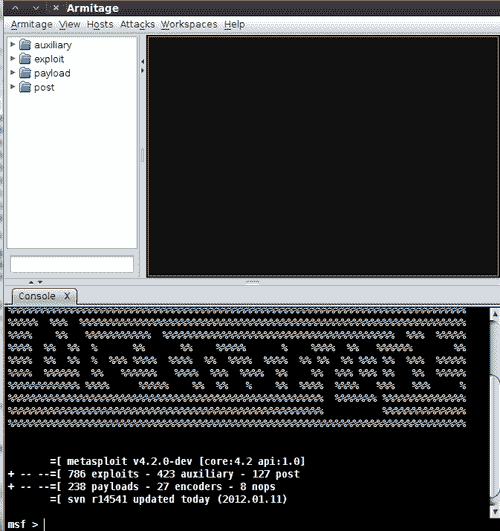 Armitage
Armitage View Hosts Attacks Workspaces Help
auxiliary
exploit
payload
post
Console X
=[ metasploit v4.2.0-dev [core:4.2 api:1.0]
+ -- --=[ 786 exploits - 423 auxiliary - 127 post
+ -- --=[ 238 payloads - 27 encoders - 8 nops
=[ svn r14541 updated today (2012.01.11)
msf >